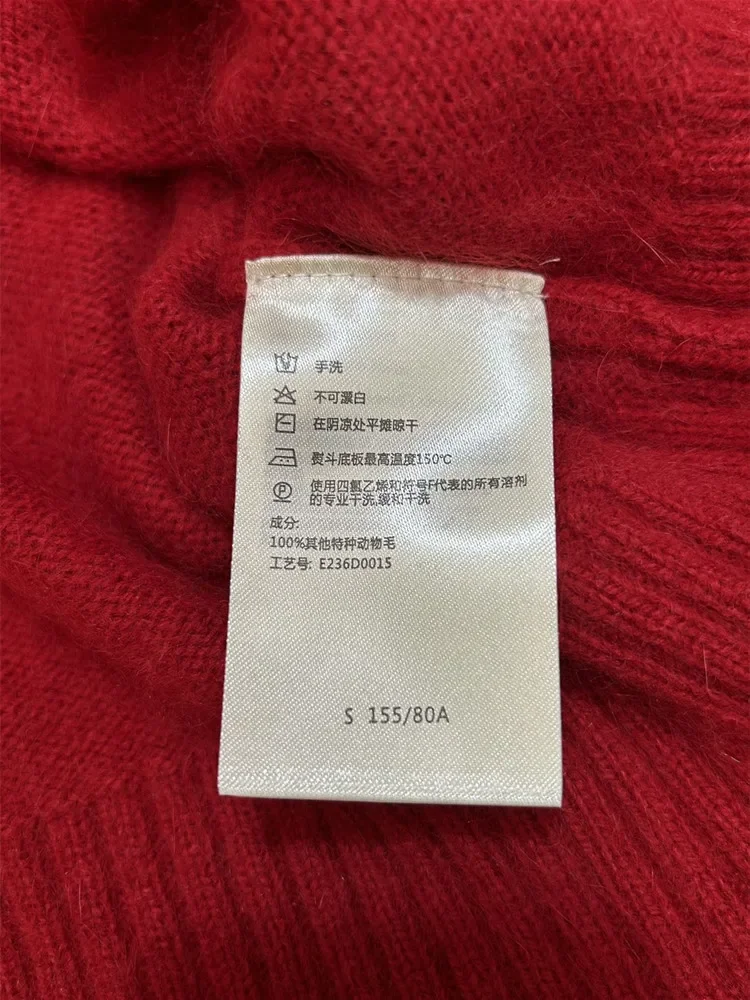 手洗
不可漂白
在阴凉处平摊晾干
熨斗底板最高温度150℃
P 使用四氯乙烯和符号F代表的所有溶剂
的专业干洗,缓和干洗
成分:
100%其他特种动物毛
工艺号: E236D0015
S 155/80A